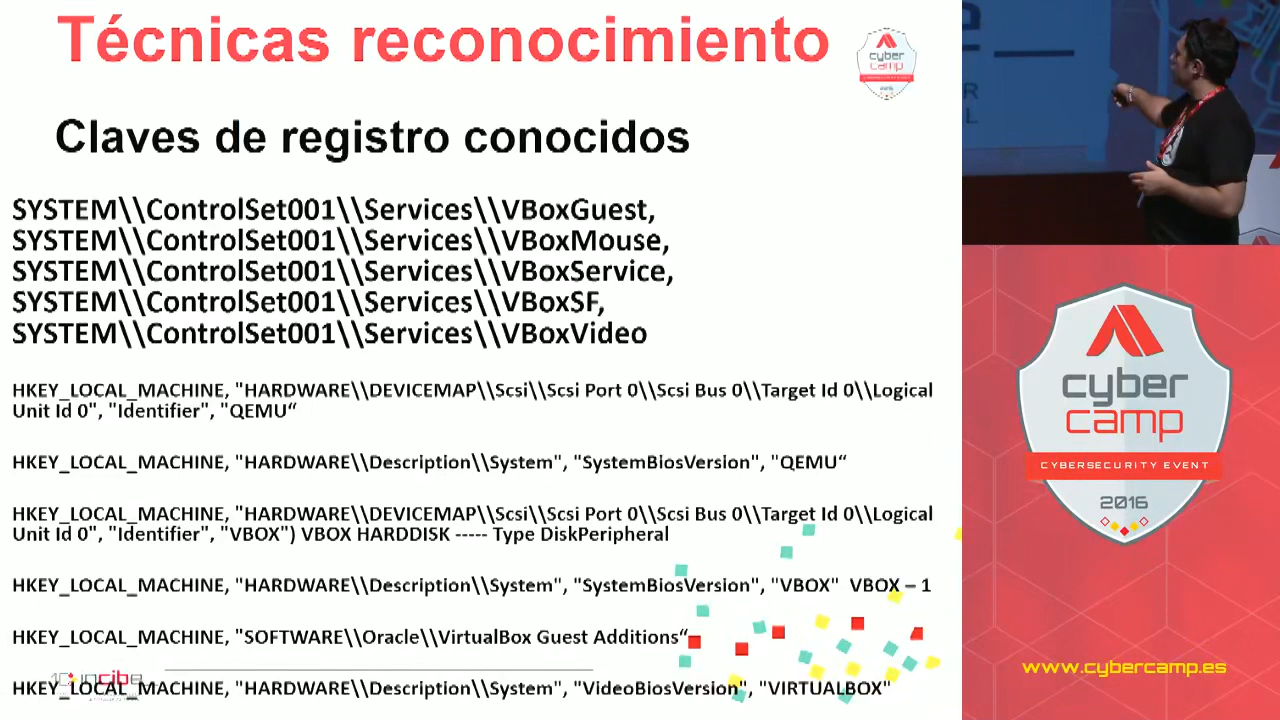 Técnicas reconocimiento
cyber
camp
CYBERSECURITY EVENT
2016
Claves de registro conocidos
SYSTEM\\ControlSet001\\Services\\VBoxGuest,
SYSTEM\\ControlSet001\\Services\\VBoxMouse,
SYSTEM\\ControlSet001\\Services\\VBoxService,
SYSTEM\\ControlSet001\\Services\\VBoxSF,
SYSTEM\\ControlSet001\\Services\\VBoxVideo
HKEY_LOCAL_MACHINE, "HARDWARE\\DEVICEMAP\\Scsi\\Scsi Port 0\\Scsi Bus 0\\Target Id 0\\Logical
Unit Id 0", "Identifier", "QEMU“
HKEY_LOCAL_MACHINE, "HARDWARE\\Description\\System", "SystemBiosVersion", "QEMU“
HKEY_LOCAL_MACHINE, "HARDWARE\\DEVICEMAP\\Scsi\\Scsi Port 0\\Scsi Bus 0\\Target Id 0\\Logical
Unit Id 0", "Identifier", "VBOX") VBOX HARDDISK ----- Type DiskPeripheral
HKEY_LOCAL_MACHINE, "HARDWARE\\Description\\System", "SystemBiosVersion", "VBOX" VBOX – 1
HKEY_LOCAL_MACHINE, "SOFTWARE\\Oracle\\VirtualBox Guest Additions“
incibe
HKEY_LOCAL_MACHINE, "HARDWARE\\Description\\System", "VideoBiosVersion", "VIRTUALBOX"
cyber
camp
CYBERSECURITY EVENT
2016
www.cybercamp.es